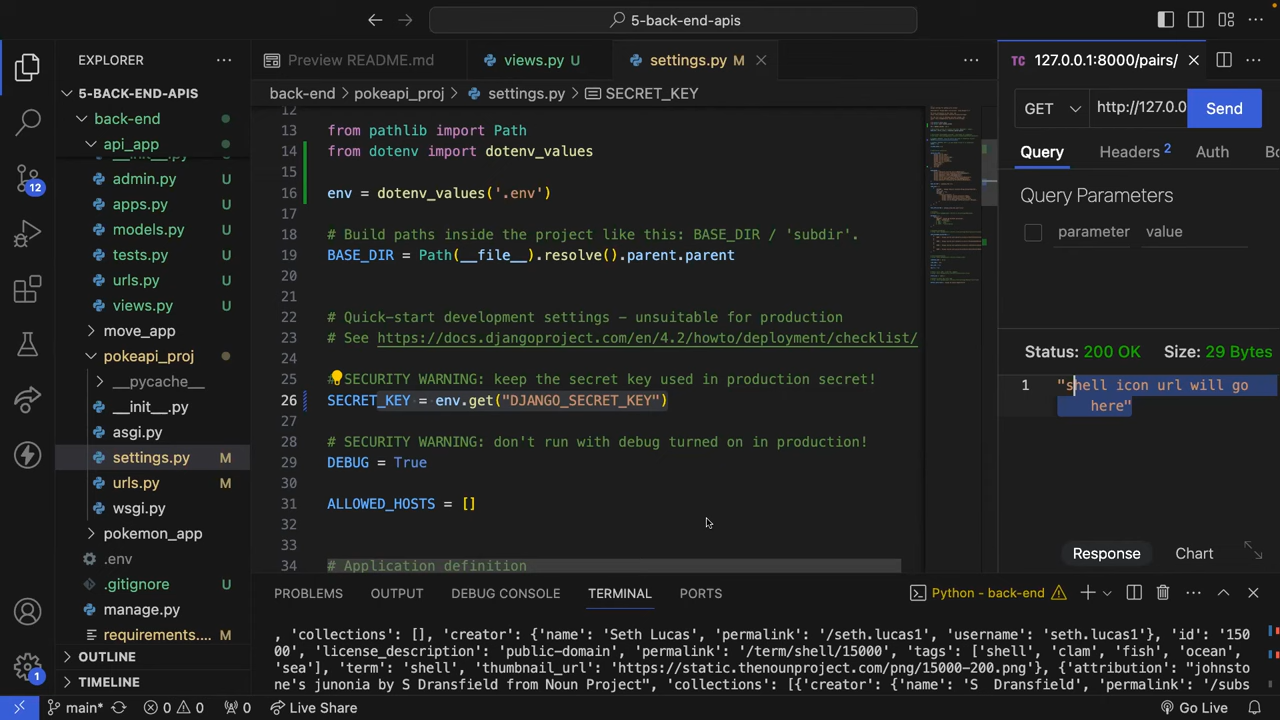 5-back-end-apis
EXPLORER
Preview README.md
views.py U
settings.py M
TC 127.0.0.1:8000/pairs/
5-BACK-END-APIS
back-end
api_app
__init__.py
admin.py U
apps.py U
models.py U
tests.py U
urls.py U
views.py U
move_app
pokeapi_proj
__pycache__
__init__.py
asgi.py
settings.py M
urls.py M
wsgi.py
pokemon_app
.env
.gitignore U
manage.py
requirements.... M
OUTLINE
TIMELINE
12
1
back-end > pokeapi_proj > settings.py > SECRET_KEY
12
13 from pathlib import Path
14 from dotenv import dotenv_values
15
16 env = dotenv_values('.env')
17
18 Build paths inside the project like this: BASE_DIR / 'subdir'.
19 BASE_DIR = Path(__file__).resolve().parent.parent
20
21
22 # Quick-start development settings – unsuitable for production
23 # See https://docs.djangoproject.com/en/4.2/howto/deployment/checklist/
24
25 # SECURITY WARNING: keep the secret key used in production secret!
26 SECRET_KEY = env.get("DJANGO_SECRET_KEY")
27
28 # SECURITY WARNING: don't run with debug turned on in production!
29 DEBUG = True
30
31 ALLOWED_HOSTS = []
32
33
34 # Application definition
GET http://127.0.0 Send
Query Headers 2 Auth Bo
Query Parameters
parameter value
Status: 200 OK Size: 29 Bytes
1 "shell icon url will go
here"
Response Chart
PROBLEMS OUTPUT DEBUG CONSOLE TERMINAL PORTS
Python - back-end
, 'collections': [], 'creator': {'name': 'Seth Lucas', 'permalink': '/seth.lucas1', 'username': 'seth.lucas1'}, 'id': '150
00', 'license_description': 'public-domain', 'permalink': '/term/shell/15000', 'tags': ['shell', 'clam', 'fish', 'ocean',
'sea'], 'term': 'shell', 'thumbnail_url': 'https://static.thenounproject.com/png/15000-200.png'}, {'attribution': "johnsto
ne's junonia by S Dransfield from Noun Project", 'collections': [{'creator': {'name': 'S  Dransfield', 'permalink': '/subs
main* 0 0 0 Live Share
Go Live